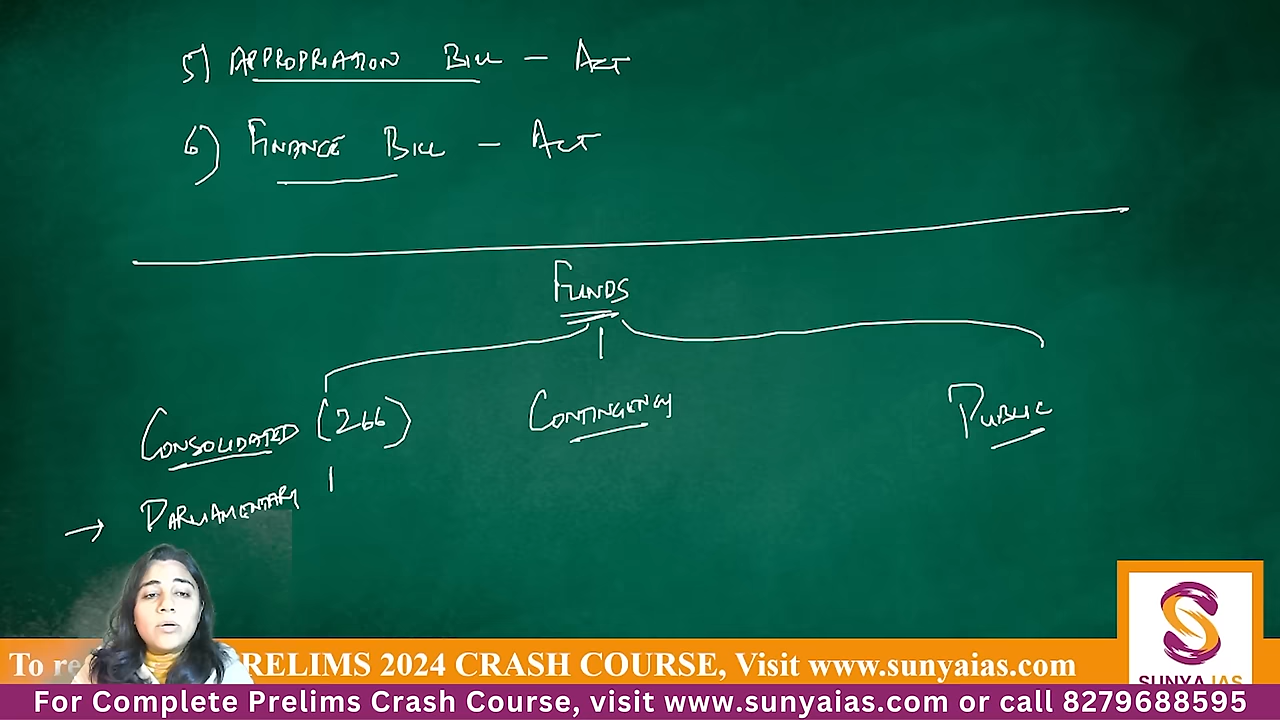 5) APPROPRIATION BILL – ACT
6) FINANCE BILL – ACT
FUNDS
CONSOLIDATED (266)
CONTINGENCY
PUBLIC
→ PARLIAMENTARY
To re RELIMS 2024 CRASH COURSE, Visit www.sunyaias.com
SUNYA IAS
For Complete Prelims Crash Course, visit www.sunyaias.com or call 8279688595